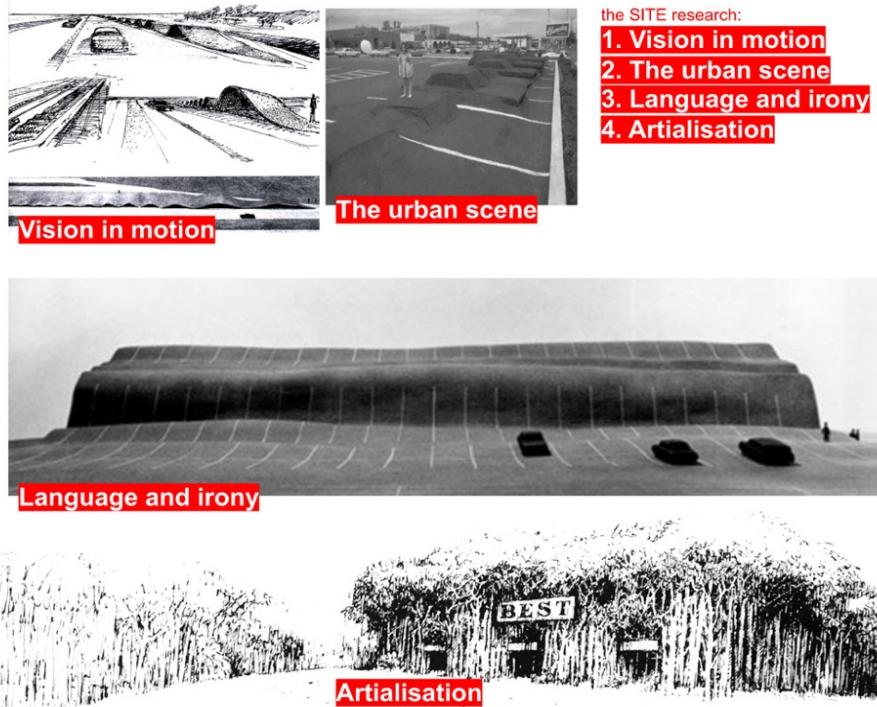 the SITE research:
1. Vision in motion
2. The urban scene
3. Language and irony
4. Artialisation
Vision in motion
The urban scene
Language and irony
BEST
Artialisation